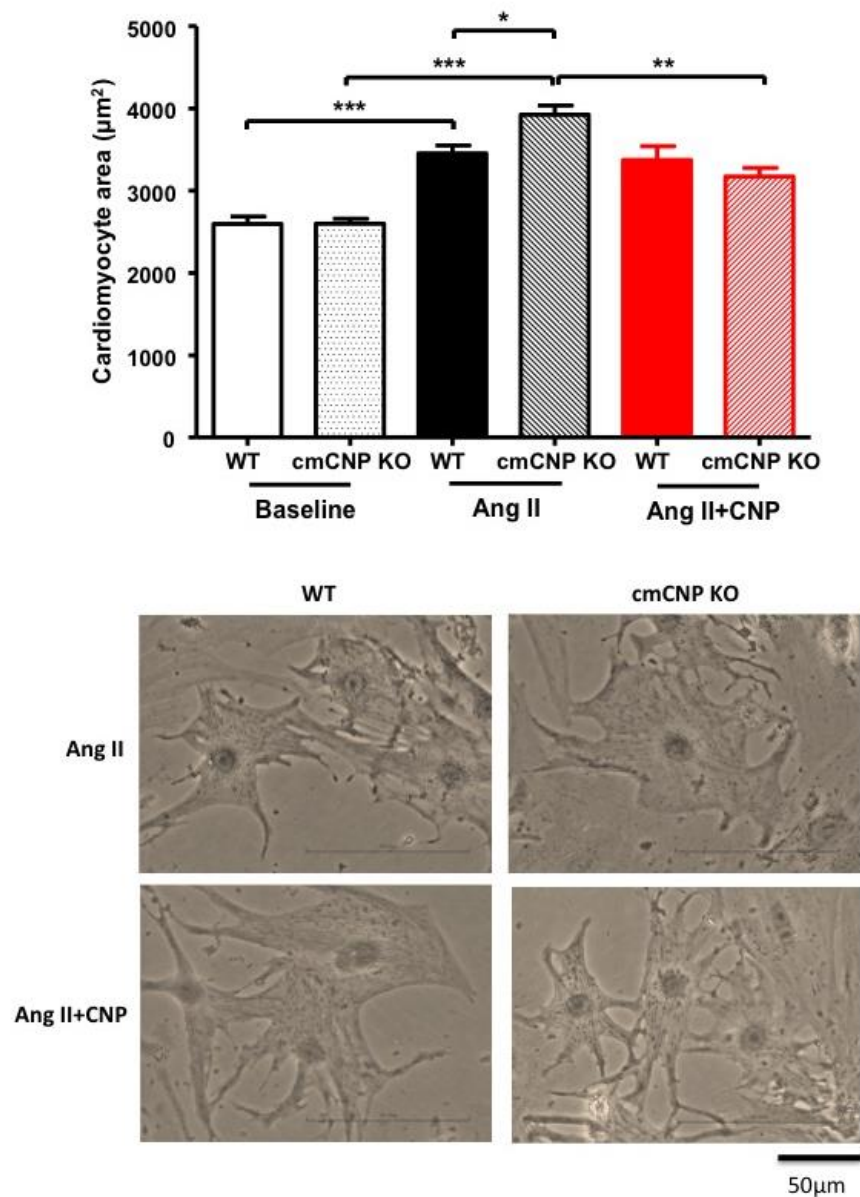 5000
4000
3000
2000
1000
0
Cardiomyocyte area (µm²)
*
***
**
***
WT cmCNP KO WT cmCNP KO WT cmCNP KO
Baseline Ang II Ang II+CNP
WT cmCNP KO
Ang II
Ang II+CNP
50µm